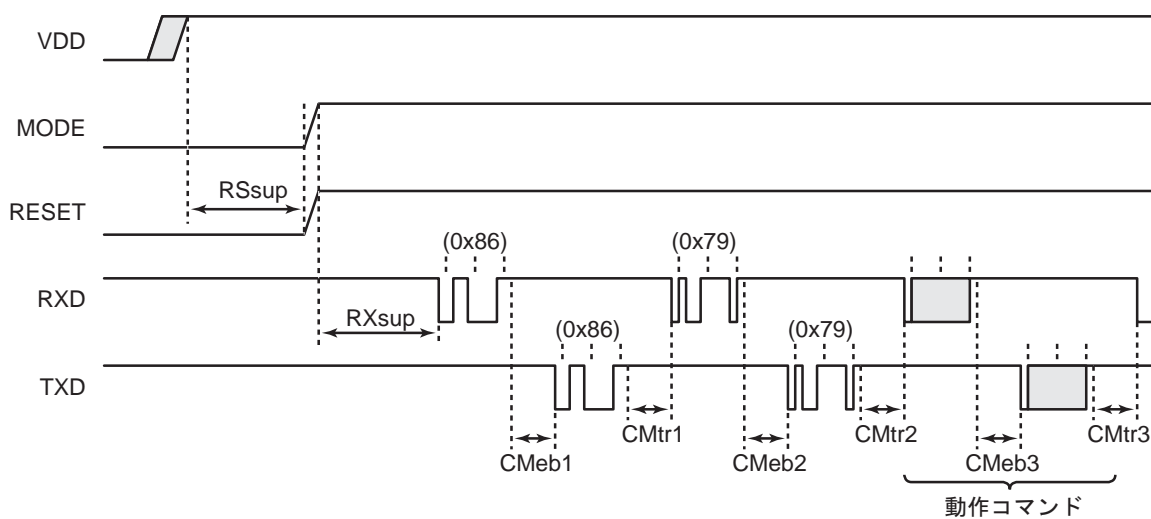 VDD
MODE
RSsup
RESET
(0x86) (0x79)
RXD
RXsup
(0x86) (0x79)
TXD
CMtr1 CMtr2 CMtr3
CMeb1 CMeb2 CMeb3
動作コマンド